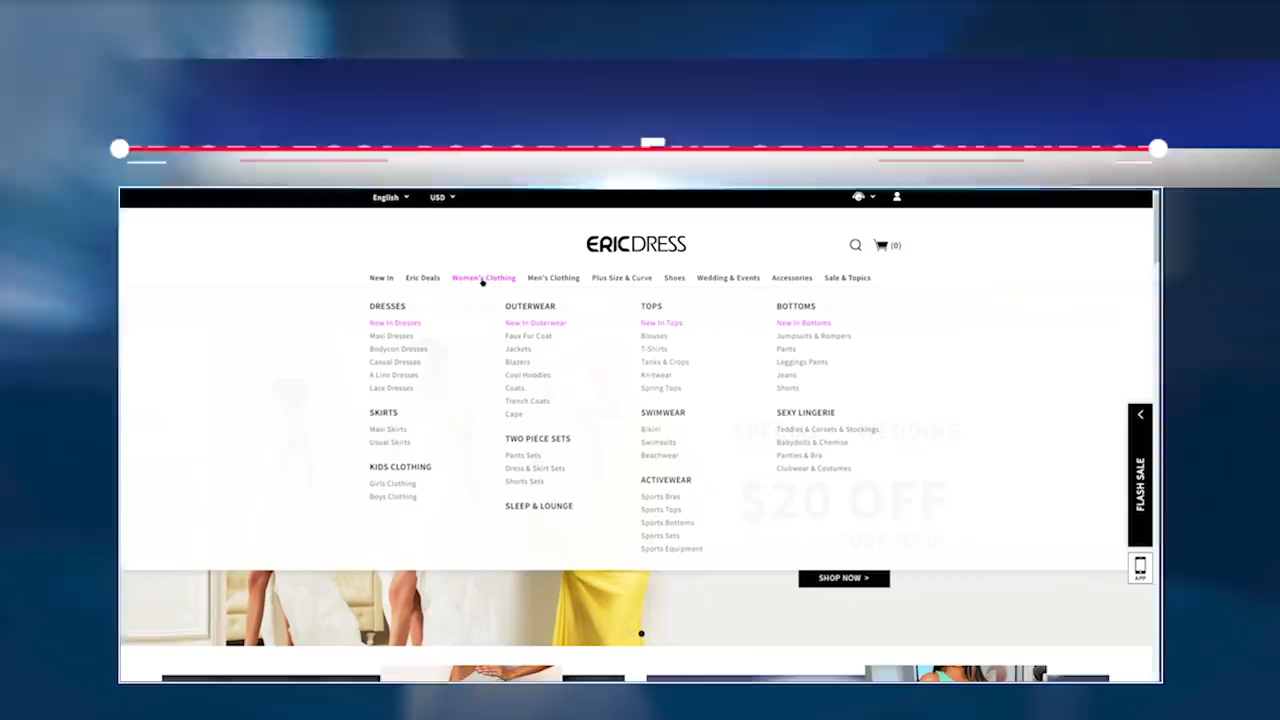 English USD
ERICDRESS
(0)
New In Eric Deals Women's Clothing Men's Clothing Plus Size & Curve Shoes Wedding & Events Accessories Sale & Topics
DRESSES
New In Dresses
Maxi Dresses
Bodycon Dresses
Casual Dresses
A Line Dresses
Lace Dresses
SKIRTS
Maxi Skirts
Usual Skirts
KIDS CLOTHING
Girls Clothing
Boys Clothing
OUTERWEAR
New In Outerwear
Faux Fur Coat
Jackets
Blazers
Cool Hoodies
Coats
Trench Coats
Cape
TWO PIECE SETS
Pants Sets
Dress & Skirt Sets
Shorts Sets
SLEEP & LOUNGE
TOPS
New In Tops
Blouses
T-Shirts
Tanks & Crops
Knitwear
Spring Tops
SWIMWEAR
Bikini
Swimsuits
Beachwear
ACTIVEWEAR
Sports Bras
Sports Tops
Sports Bottoms
Sports Sets
Sports Equipment
BOTTOMS
New In Bottoms
Jumpsuits & Rompers
Pants
Leggings Pants
Jeans
Shorts
SEXY LINGERIE
Teddies & Corsets & Stockings
Babydolls & Chemise
Panties & Bra
Clubwear & Costumes
$20 OFF
SHOP NOW >
FLASH SALE
APP